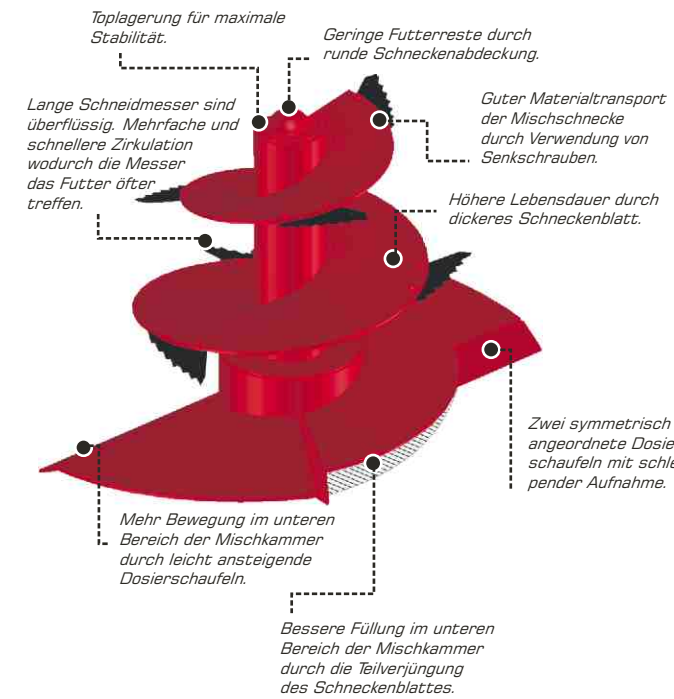 Toplagerung für maximale
Stabilität.
Geringe Futterreste durch
runde Schneckenabdeckung.
Lange Schneidmesser sind
überflüssig. Mehrfache und
schnellere Zirkulation
wodurch die Messer
das Futter öfter
treffen.
Guter Materialtransport
der Mischschnecke
durch Verwendung von
Senkschrauben.
Höhere Lebensdauer durch
dickeres Schneckenblatt.
Zwei symmetrisch
angeordnete Dosie
schaufeln mit schle
pender Aufnahme.
Mehr Bewegung im unteren
Bereich der Mischkammer
durch leicht ansteigende
Dosierschaufeln.
Bessere Füllung im unteren
Bereich der Mischkammer
durch die Teilverjüngung
des Schneckenblattes.